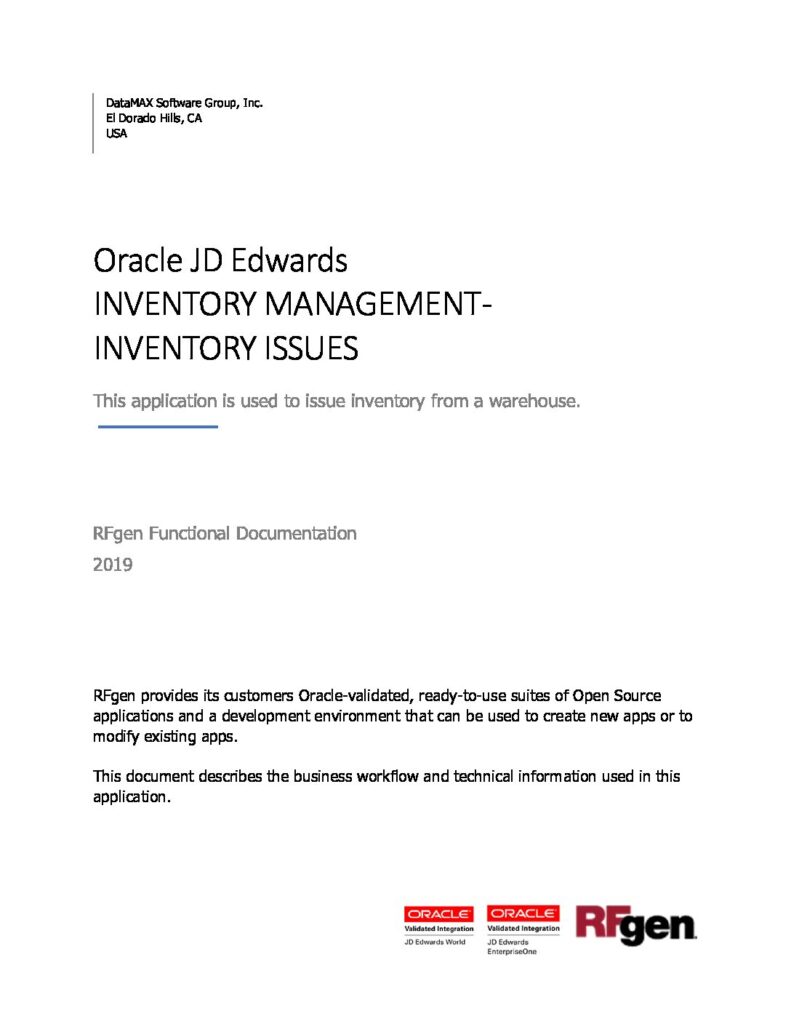 DataMAX Software Group, Inc.
El Dorado Hills, CA
USA
Oracle JD Edwards
INVENTORY MANAGEMENT-
INVENTORY ISSUES
This application is used to issue inventory from a warehouse.
RFgen Functional Documentation
2019
RFgen provides its customers Oracle-validated, ready-to-use suites of Open Source
applications and a development environment that can be used to create new apps or to
modify existing apps.
This document describes the business workflow and technical information used in this
application.
ORACLE
Validated Integration
JD Edwards World
ORACLE
Validated Integration
JD Edwards
EnterpriseOne
RFgen